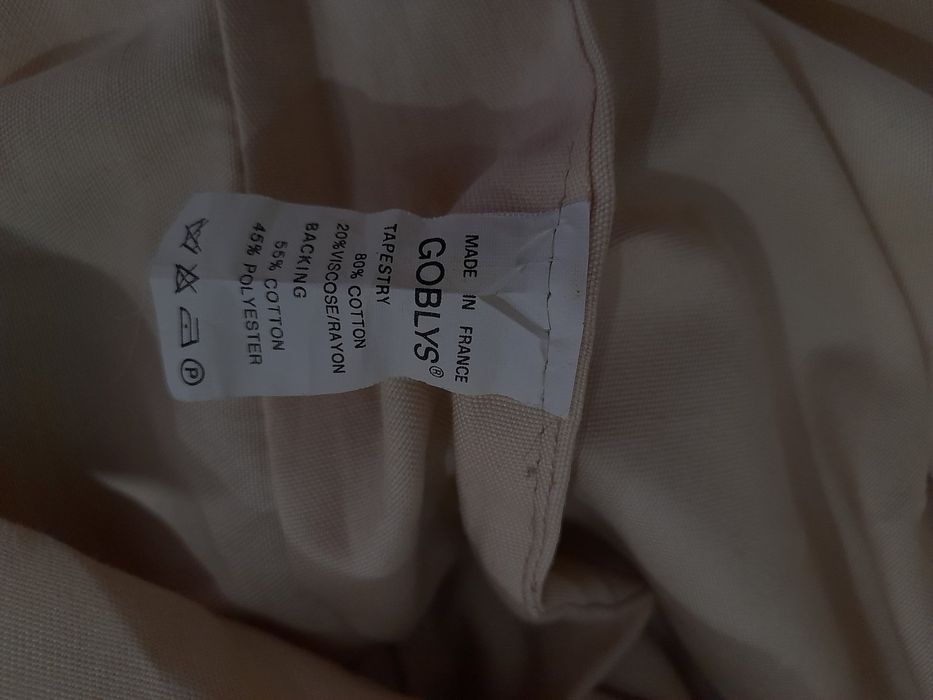 MADE IN FRANCE
GOBLYS®
TAPESTRY
80% COTTON
20%VISCOSE/RAYON
BACKING
55% COTTON
45% POLYESTER
P